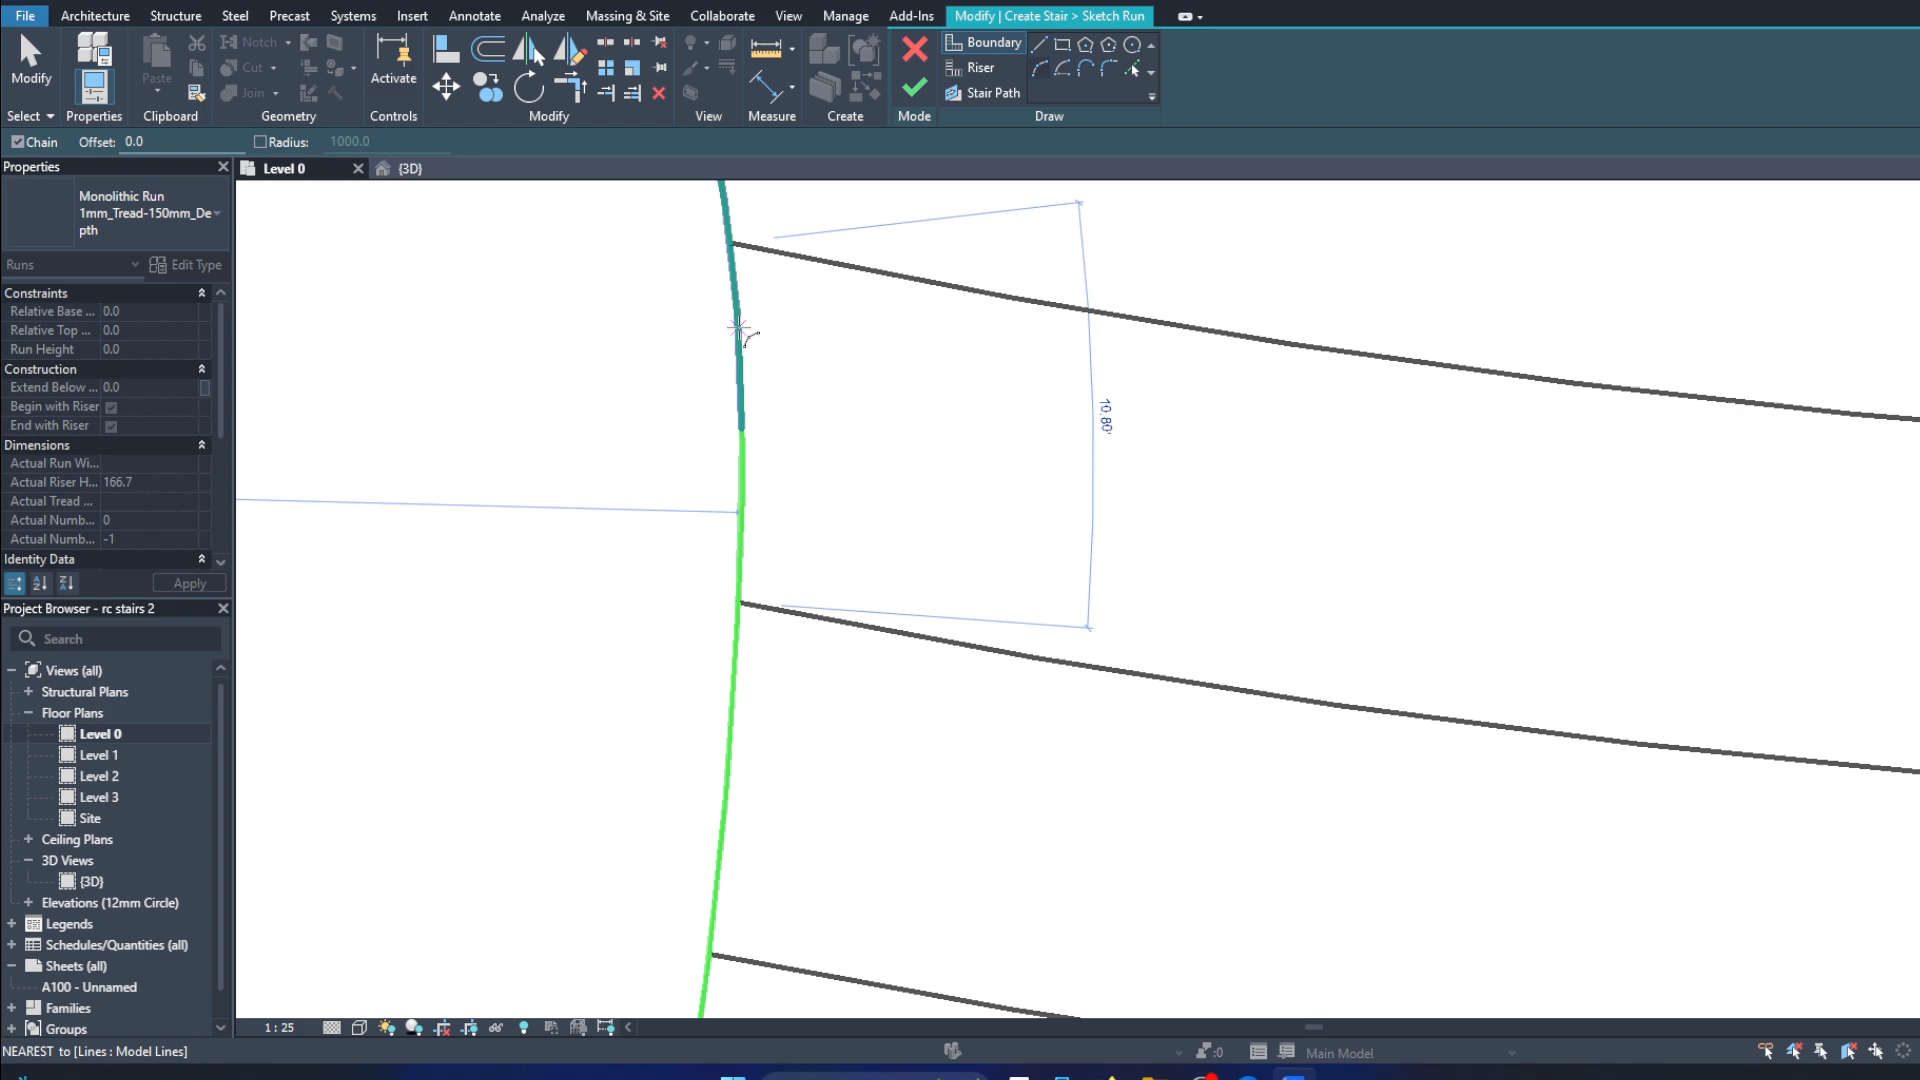 File Architecture Structure Steel Precast Systems Insert Annotate Analyze Massing & Site Collaborate View Manage Add-Ins Modify | Create Stair > Sketch Run
Modify Paste Notch Cut Join Activate Boundary Riser Stair Path
Select Properties Clipboard Geometry Controls Modify View Measure Create Mode Draw
Chain Offset: 0.0 Radius: 1000.0
Properties
Level 0 {3D}
Monolithic Run
1mm_Tread-150mm_De
pth
Runs Edit Type
Constraints
Relative Base ... 0.0
Relative Top ... 0.0
Run Height 0.0
Construction
Extend Below ... 0.0
Begin with Riser
End with Riser
Dimensions
Actual Run Wi...
Actual Riser H... 166.7
Actual Tread ...
Actual Numb... 0
Actual Numb... -1
Identity Data
Apply
10.80°
Project Browser - rc stairs 2
Search
Views (all)
Structural Plans
Floor Plans
Level 0
Level 1
Level 2
Level 3
Site
Ceiling Plans
3D Views
{3D}
Elevations (12mm Circle)
Legends
Schedules/Quantities (all)
Sheets (all)
A100 - Unnamed
Families
Groups
1 : 25
NEAREST to [Lines : Model Lines]
:0 Main Model